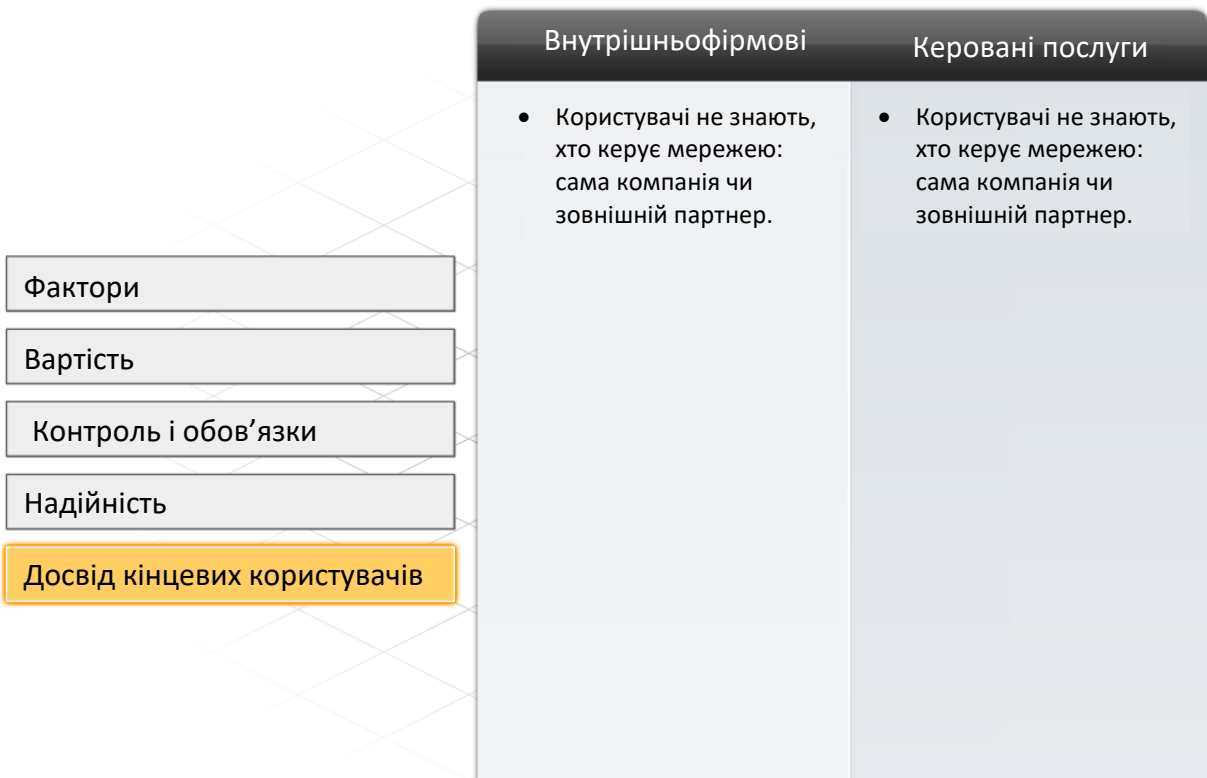 Внутрішньофірмові
Керовані послуги
• Користувачі не знають,
хто керує мережею:
сама компанія чи
зовнішній партнер.
• Користувачі не знають,
хто керує мережею:
сама компанія чи
зовнішній партнер.
Фактори
Вартість
Контроль і обов’язки
Надійність
Досвід кінцевих користувачів